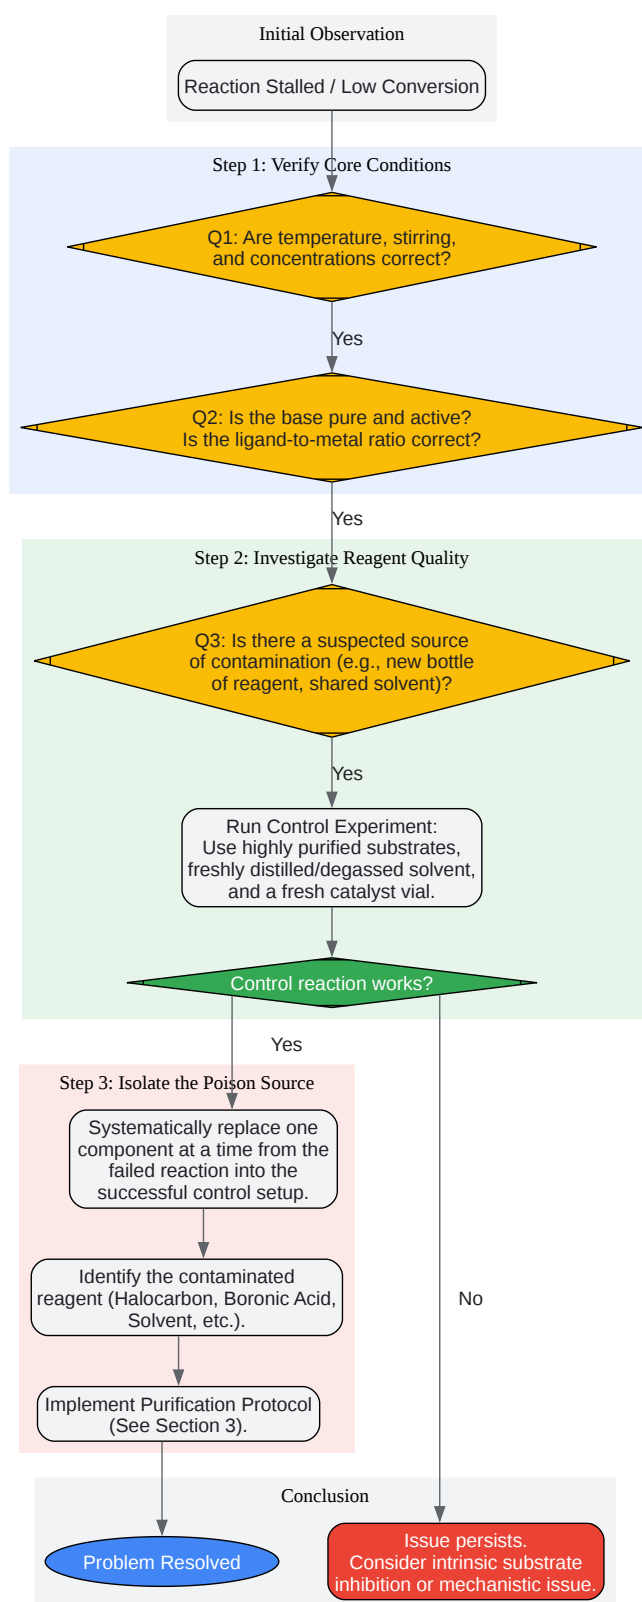 Initial Observation
Reaction Stalled / Low Conversion
Step 1: Verify Core Conditions
Q1: Are temperature, stirring,
and concentrations correct?
Yes
Q2: Is the base pure and active?
Is the ligand-to-metal ratio correct?
Yes
Step 2: Investigate Reagent Quality
Q3: Is there a suspected source
of contamination (e.g., new bottle
of reagent, shared solvent)?
Yes
Run Control Experiment:
Use highly purified substrates,
freshly distilled/degassed solvent,
and a fresh catalyst vial.
Control reaction works?
Yes
Step 3: Isolate the Poison Source
Systematically replace one
component at a time from the
failed reaction into the
successful control setup.
Identify the contaminated
reagent (Halocarbon, Boronic Acid,
Solvent, etc.).
No
Implement Purification Protocol
(See Section 3).
Conclusion
Problem Resolved
Issue persists.
Consider intrinsic substrate
inhibition or mechanistic issue.